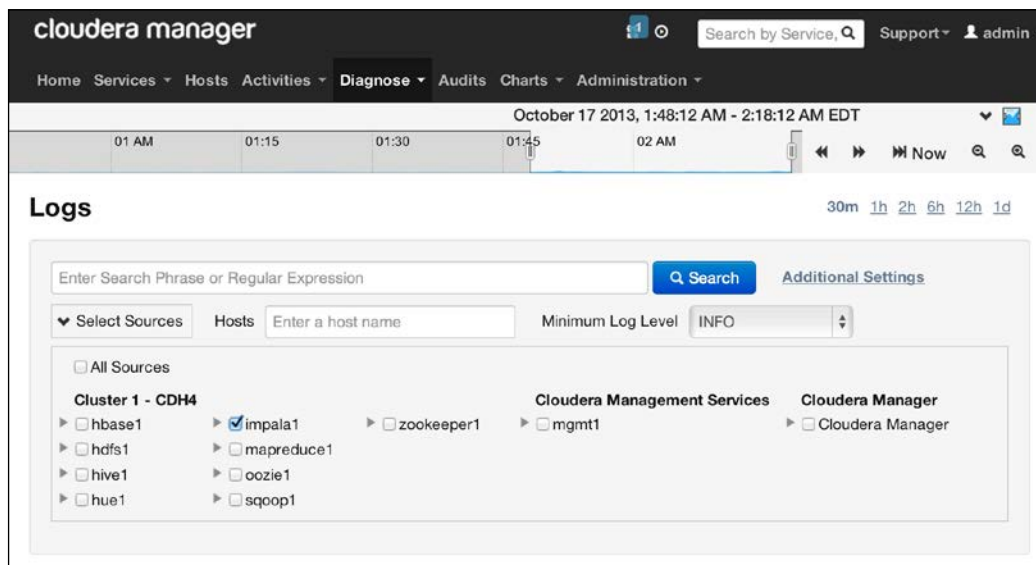 cloudera manager
Search by Service,
Support
admin
Home Services Hosts Activities Diagnose Audits Charts Administration
October 17 2013, 1:48:12 AM - 2:18:12 AM EDT
01 AM 01:15 01:30 01:45 02 AM
Now
Logs
30m 1h 2h 6h 12h 1d
Enter Search Phrase or Regular Expression
Search
Additional Settings
Select Sources
Hosts
Enter a host name
Minimum Log Level
INFO
All Sources
Cluster 1 - CDH4
Cloudera Management Services
Cloudera Manager
hbase1 impala1 zookeeper1 mgmt1 Cloudera Manager
hdfs1 mapreduce1
hive1 oozie1
hue1 sqoop1